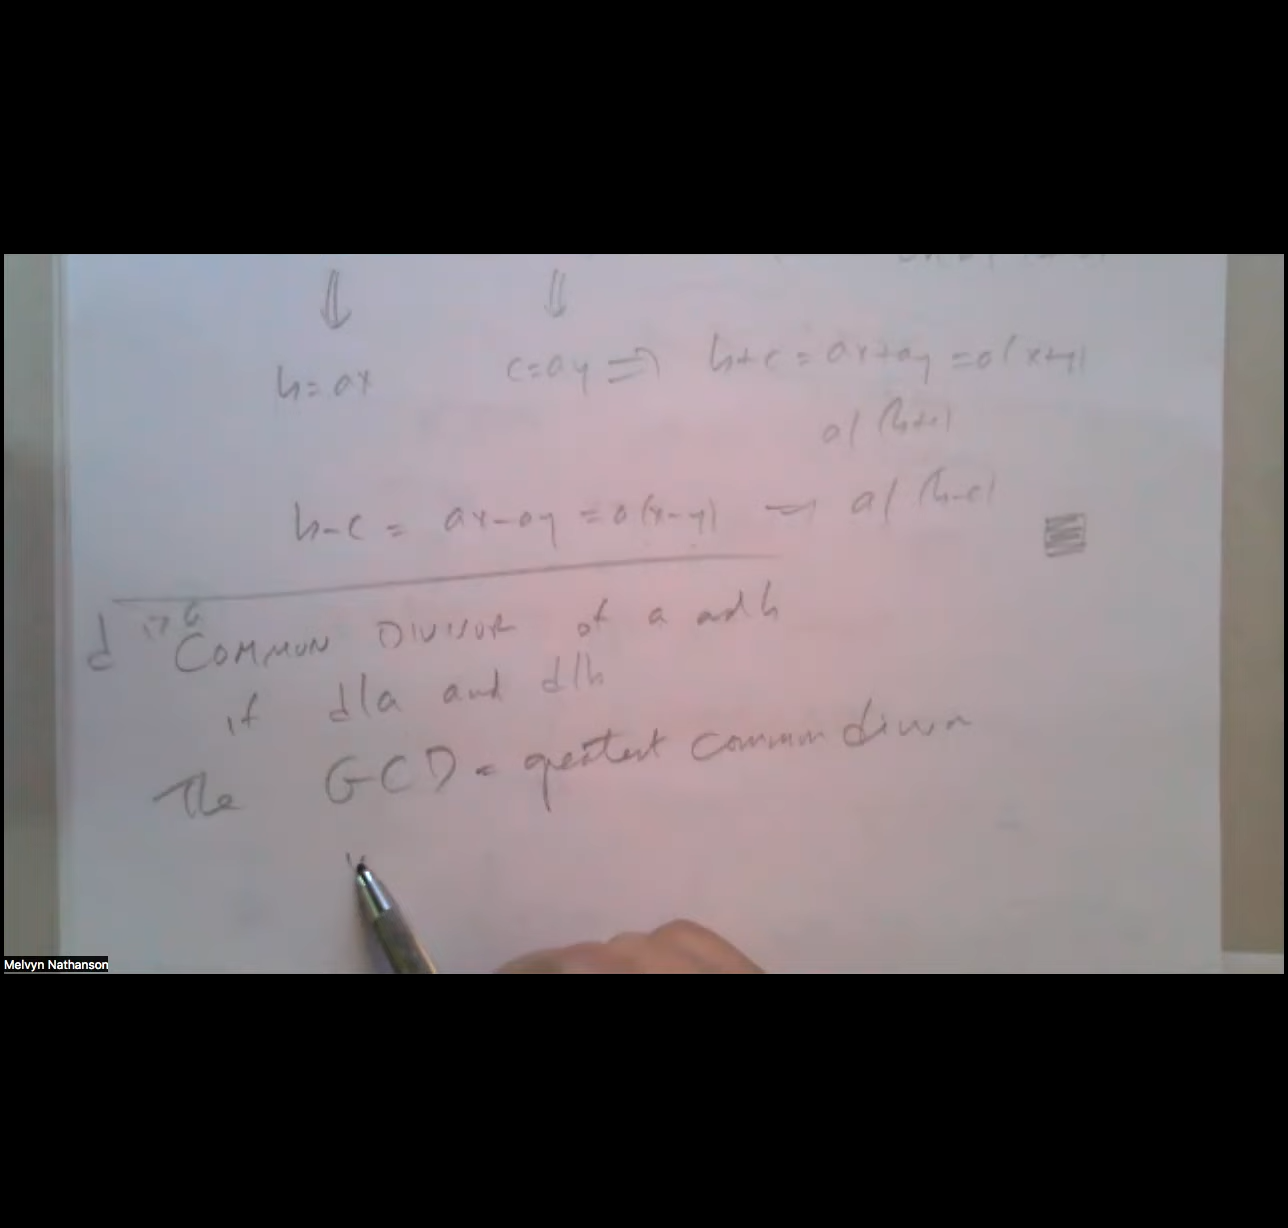 b=ax c=ay ⇒ b+c = ax+ay = a(x+y)
a|(b+c)
b-c = ax-ay = a(x-y) ⇒ a|(b-c)
d is a
COMMON DIVISOR of a and b
if d|a and d|b
The GCD = greatest common divisor
Melvyn Nathanson